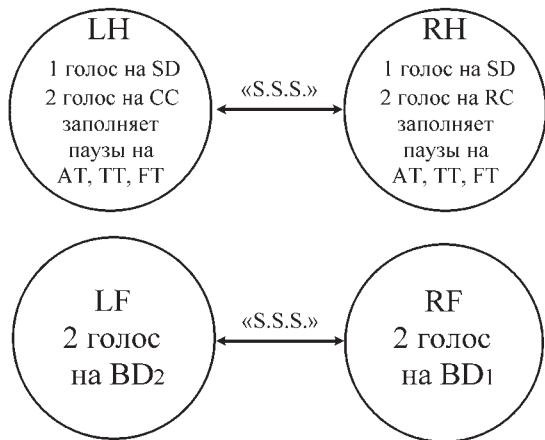 LH
1 голос на SD
2 голос на CC
заполняет
паузы на
AT, TT, FT
«S.S.S.»
RH
1 голос на SD
2 голос на RC
заполняет
паузы на
AT, TT, FT
LF
2 голос
на BD2
«S.S.S.»
RF
2 голос
на BD1